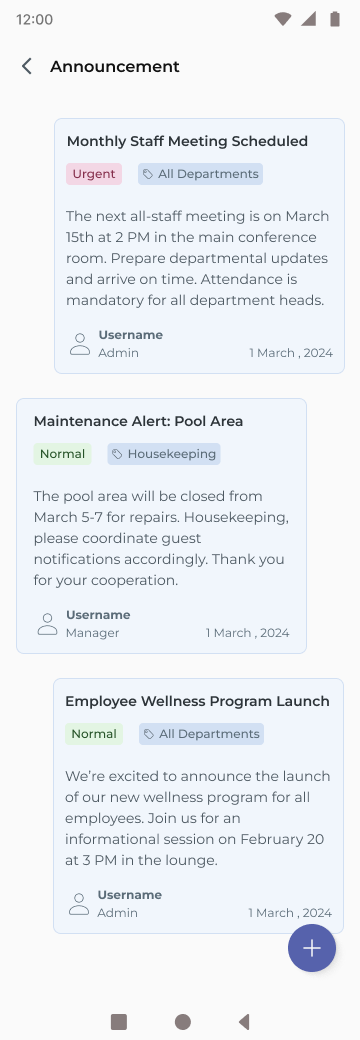 12:00
Announcement
Monthly Staff Meeting Scheduled
Urgent
All Departments
The next all-staff meeting is on March
15th at 2 PM in the main conference
room. Prepare departmental updates
and arrive on time. Attendance is
mandatory for all department heads.
Username
Admin
1 March , 2024
Maintenance Alert: Pool Area
Normal
Housekeeping
The pool area will be closed from
March 5-7 for repairs. Housekeeping,
please coordinate guest
notifications accordingly. Thank you
for your cooperation.
Username
Manager
1 March , 2024
Employee Wellness Program Launch
Normal
All Departments
We’re excited to announce the launch
of our new wellness program for all
employees. Join us for an
informational session on February 20
at 3 PM in the lounge.
Username
Admin
1 March , 2024